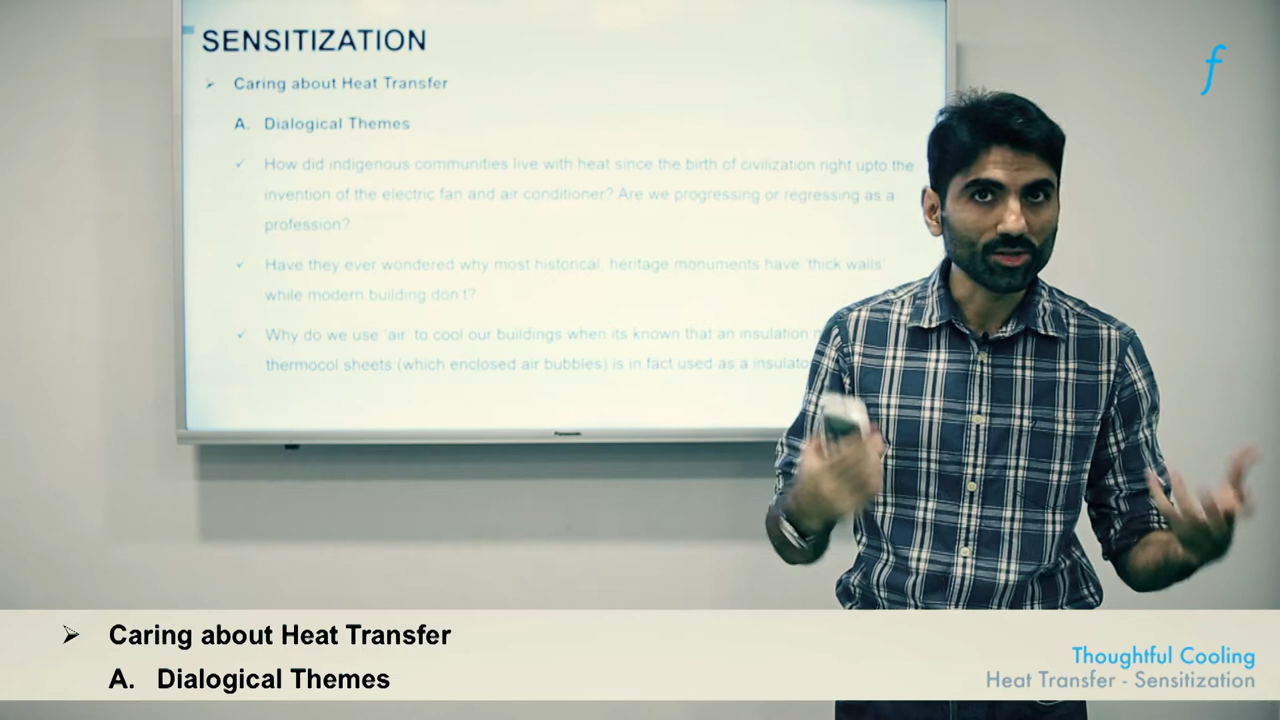 SENSITIZATION
Caring about Heat Transfer
A. Dialogical Themes
How did indigenous communities live with heat since the birth of civilization right upto the
invention of the electric fan and air conditioner? Are we progressing or regressing as a
profession?
Have they ever wondered why most historical, heritage monuments have 'thick walls'
while modern building don't?
Why do we use 'air' to cool our buildings when its known that an insulation
thermocol sheets (which enclosed air bubbles) is in fact used as a
Panasonic
f
Caring about Heat Transfer
A. Dialogical Themes
Thoughtful Cooling
Heat Transfer - Sensitization